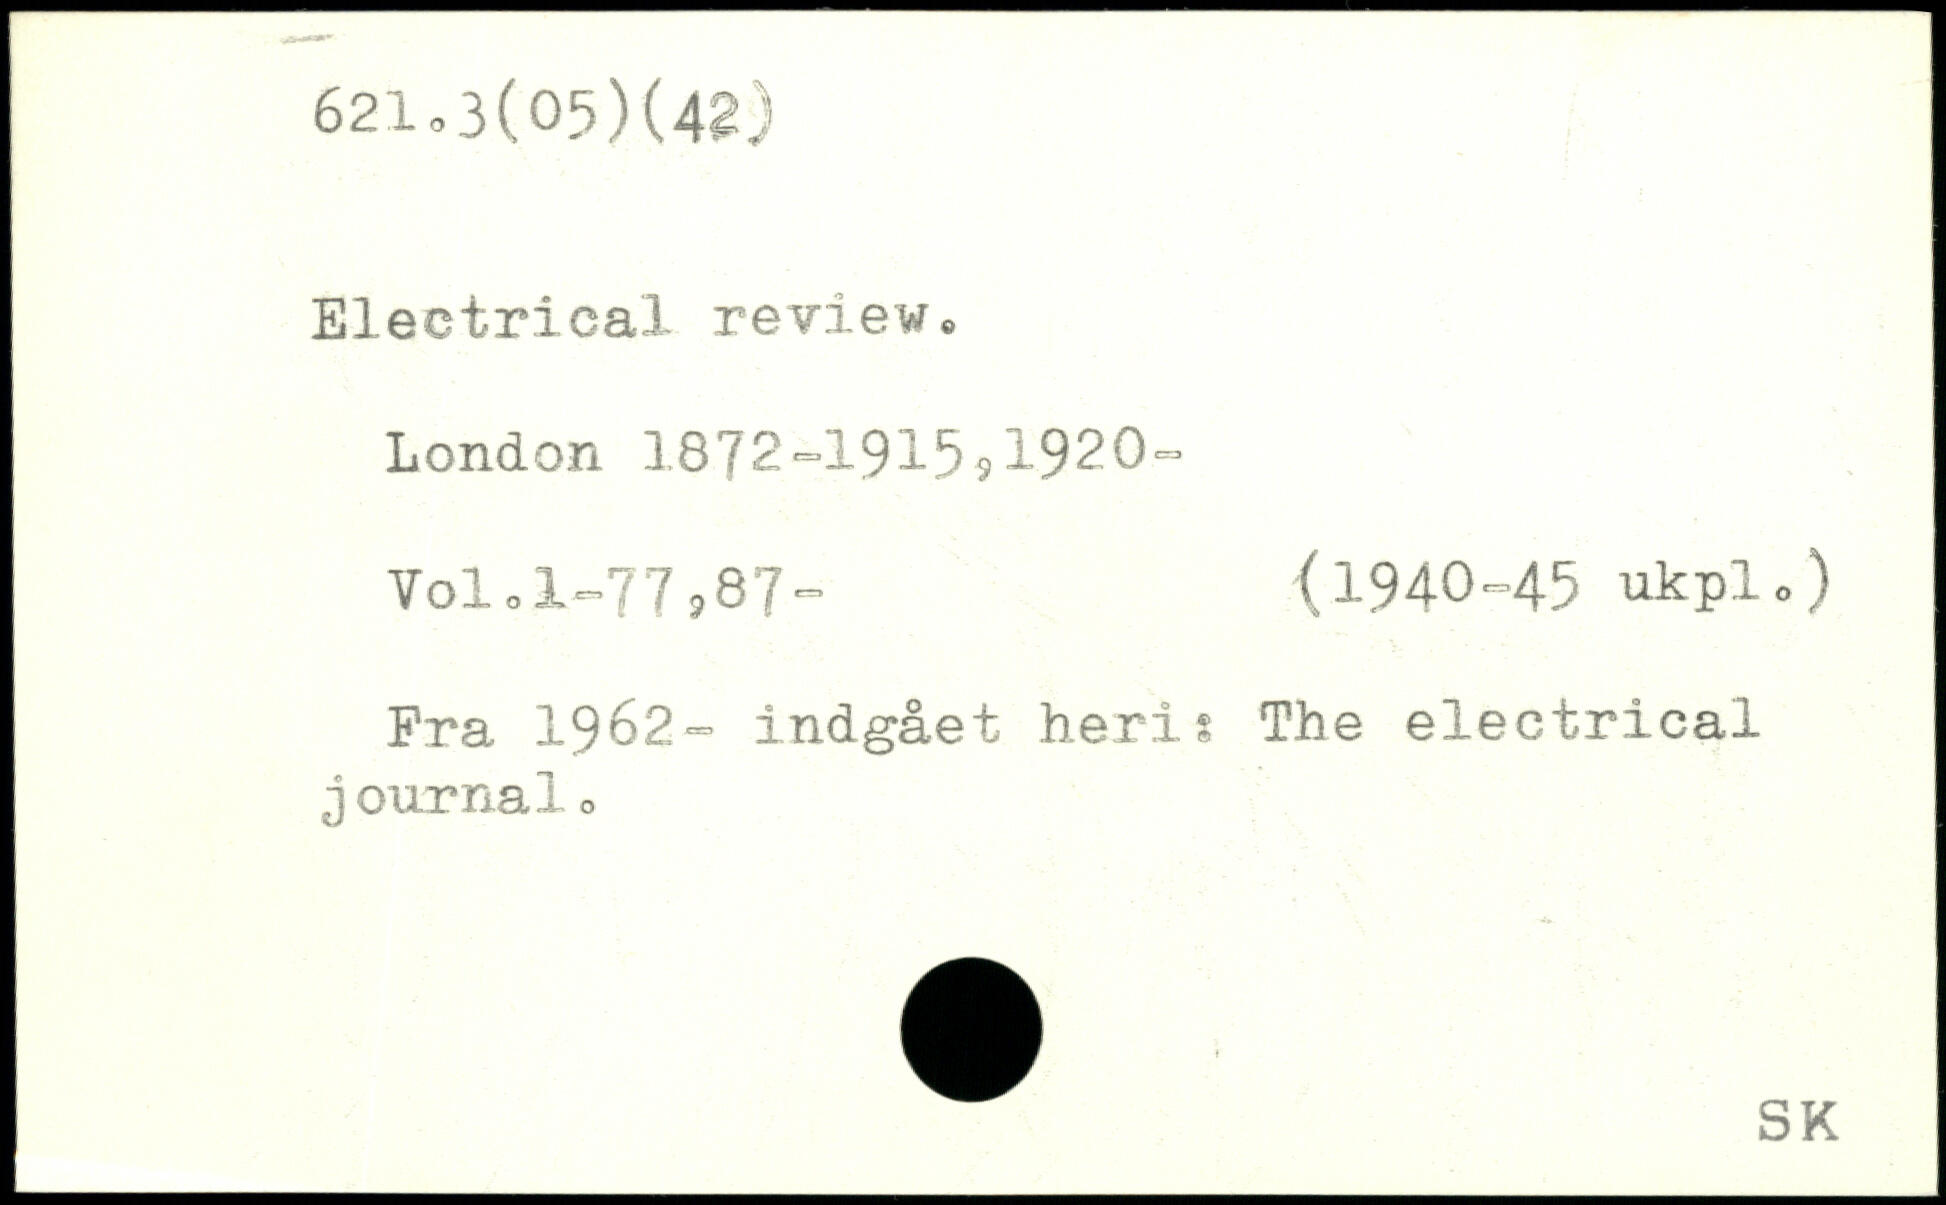 621.3(05)(42)
Electrical review.
London 1872-1915,1920-
Vol.1-77,87- (1940-45 ukpl.)
Fra 1962- indgået heri: The electrical
journal.
SK